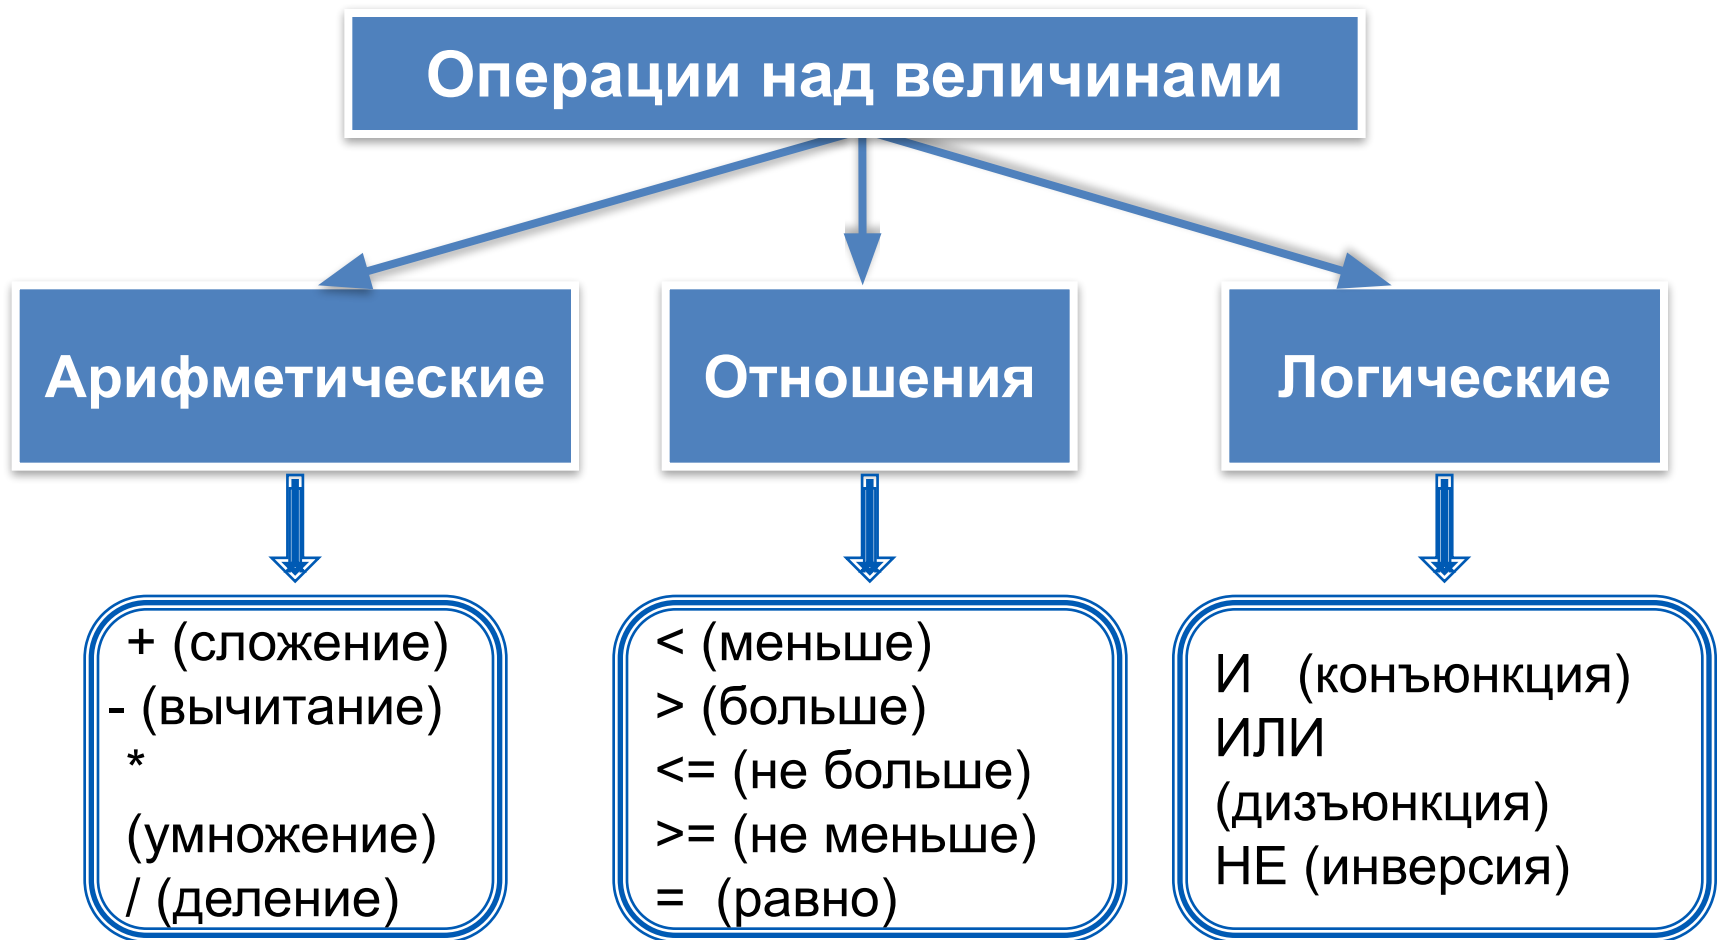 Операции над величинами
Арифметические
Отношения
Логические
+ (сложение)
- (вычитание)
*
(умножение)
/ (деление)
< (меньше)
> (больше)
<= (не больше)
>= (не меньше)
= (равно)
И (конъюнкция)
ИЛИ
(дизъюнкция)
НЕ (инверсия)